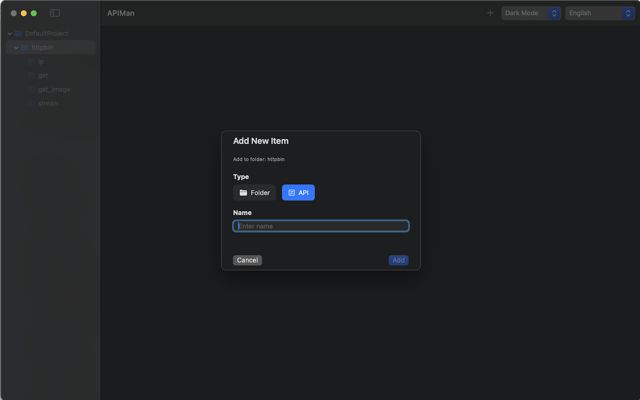 APIMan
Dark Mode
English
DefaultProject
httpbin
ip
get
get_image
stream
Add New Item
Add to folder: httpbin
Type
Folder
API
Name
Enter name
Cancel
Add